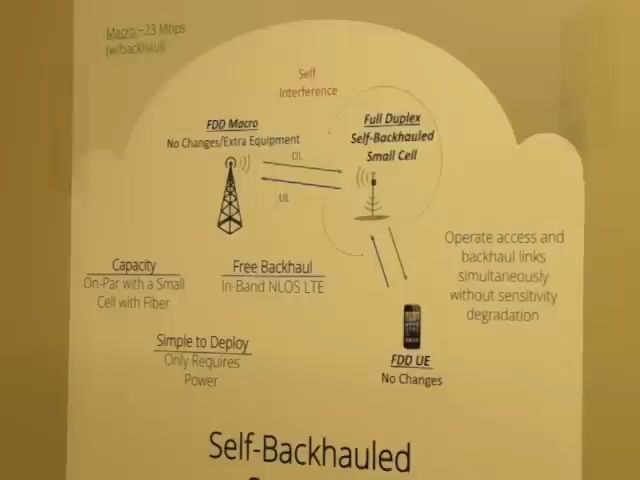 Macro ~23 Mbps
(w/backhaul)
Self
Interference
FDD Macro
No Changes/Extra Equipment
Full Duplex
Self-Backhauled
Small Cell
DL
UL
Operate access and
backhaul links
simultaneously
without sensitivity
degradation
Capacity
On-Par with a Small
Cell with Fiber
Free Backhaul
In-Band NLOS LTE
Simple to Deploy
Only Requires
Power
FDD UE
No Changes
Self-Backhauled